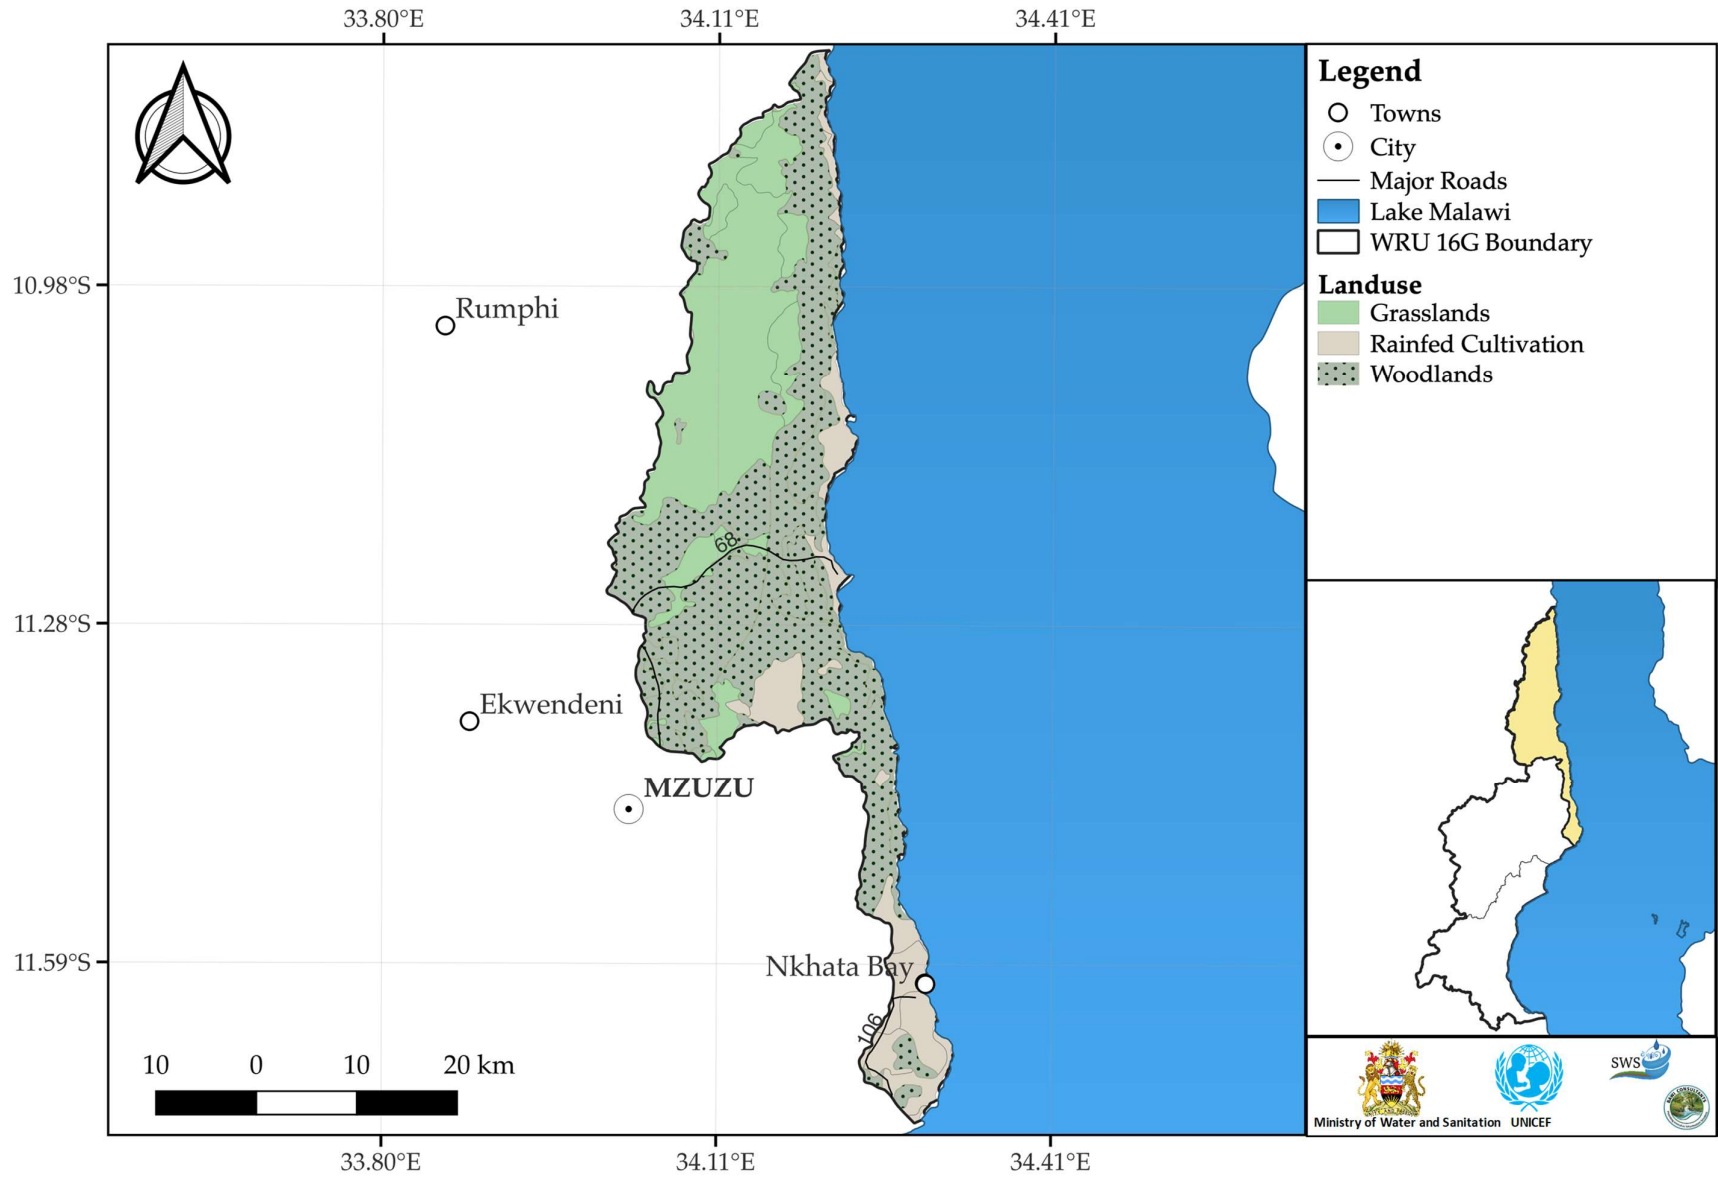 33.80°E 34.11°E 34.41°E
Legend
Towns
City
Major Roads
Lake Malawi
WRU 16G Boundary
Landuse
Grasslands
Rainfed Cultivation
Woodlands
10.98°S
Rumphi
68
11.28°S
Ekwendeni
MZUZU
11.59°S
Nkhata Bay
106
10 0 10 20 km
SWS
Ministry of Water and Sanitation UNICEF
33.80°E 34.11°E 34.41°E